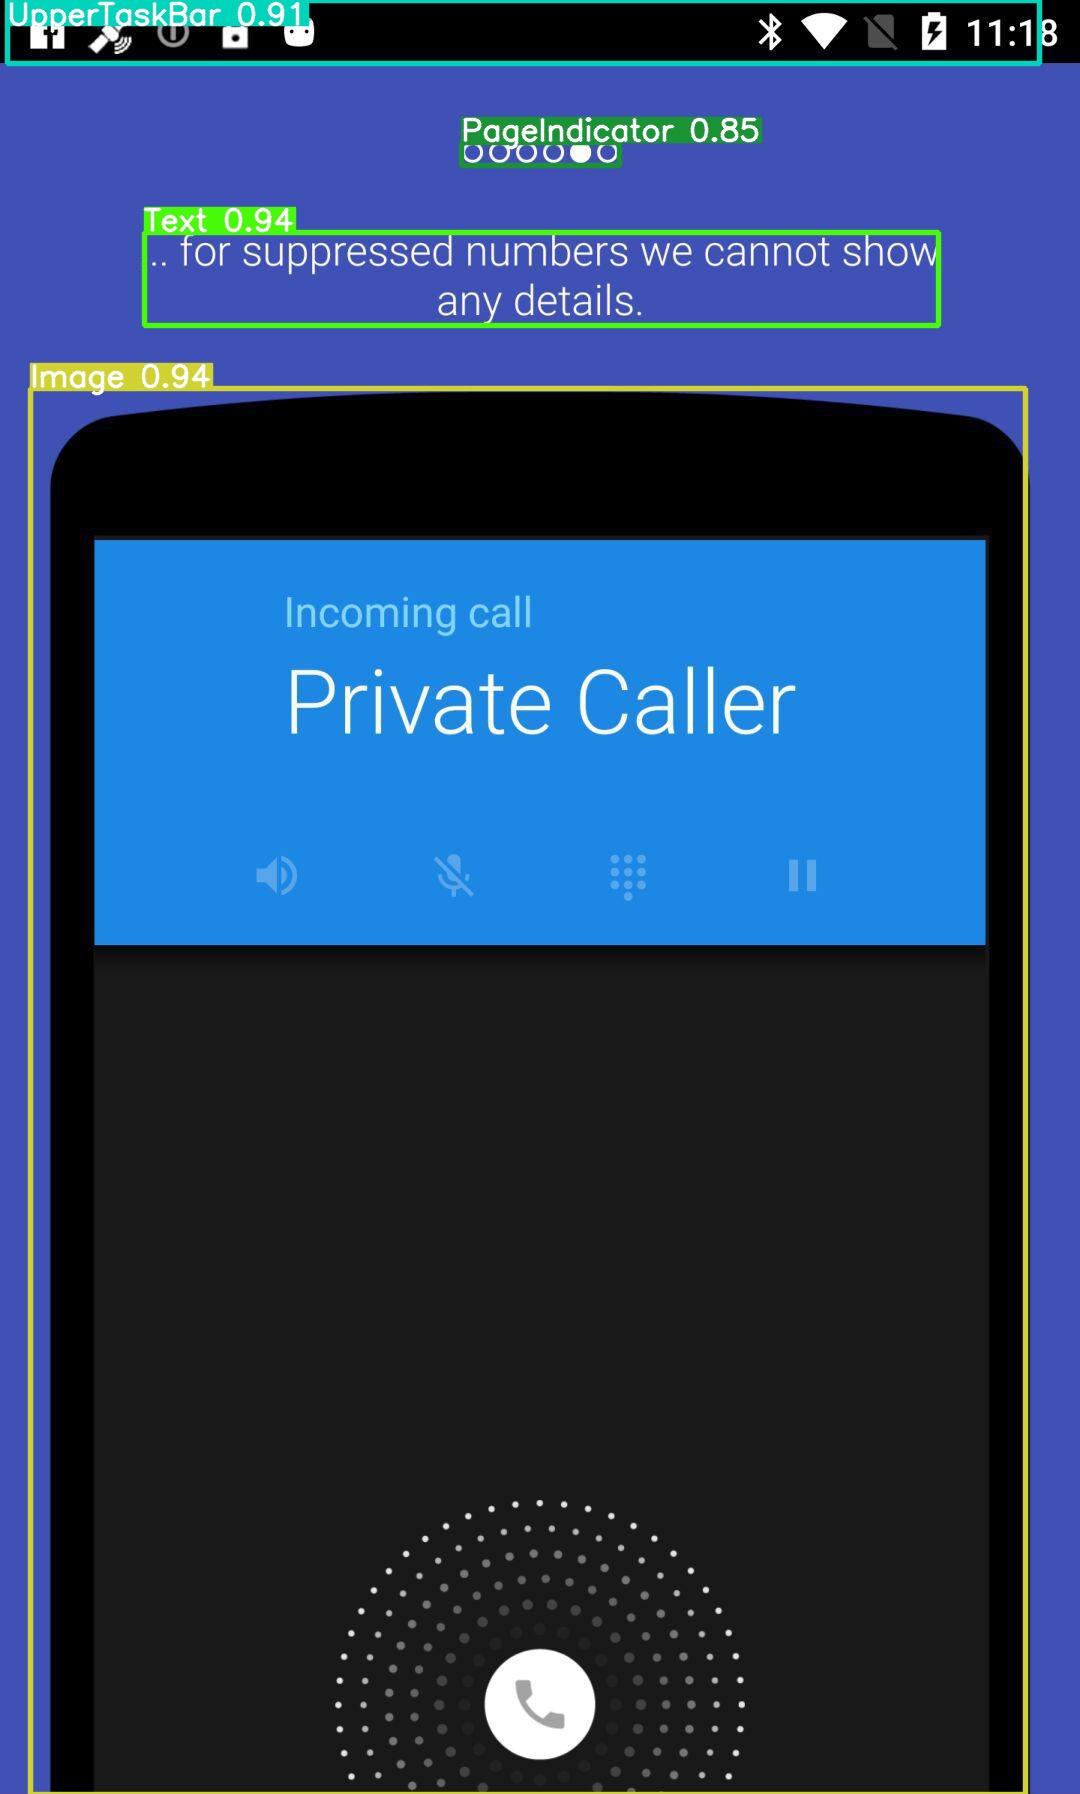 UpperTaskBar 0.91
11:18
PageIndicator 0.85
Text 0.94
.. for suppressed numbers we cannot show
any details.
Image 0.94
Incoming call
Private Caller